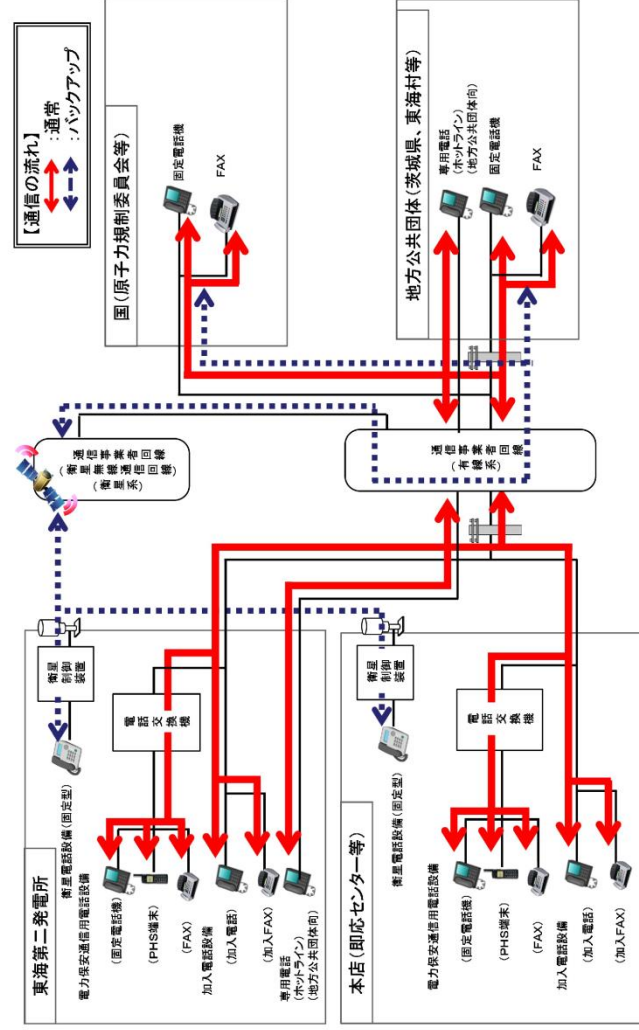 【通信の流れ】
:通常
:バックアップ
国(原子力規制委員会等)
固定電話機
FAX
地方公共団体(茨城県、東海村等)
専用電話
(ホットライン)
(地方公共団体向)
固定電話機
FAX
通信事業者回線
(衛星無線通信回線)
(衛星系)
通信事業者回線
(有線系)
東海第二発電所
衛星電話設備(固定型)
衛星
制御
装置
電力保安通信用電話設備
(固定電話機)
(PHS端末)
(FAX)
電話交換機
加入電話設備
(加入電話)
(加入FAX)
専用電話
(ホットライン)
(地方公共団体向)
本店(即応センター等)
衛星電話設備(固定型)
衛星
制御
装置
電力保安通信用電話設備
(固定電話機)
(PHS端末)
(FAX)
電話交換機
加入電話設備
(加入電話)
(加入FAX)